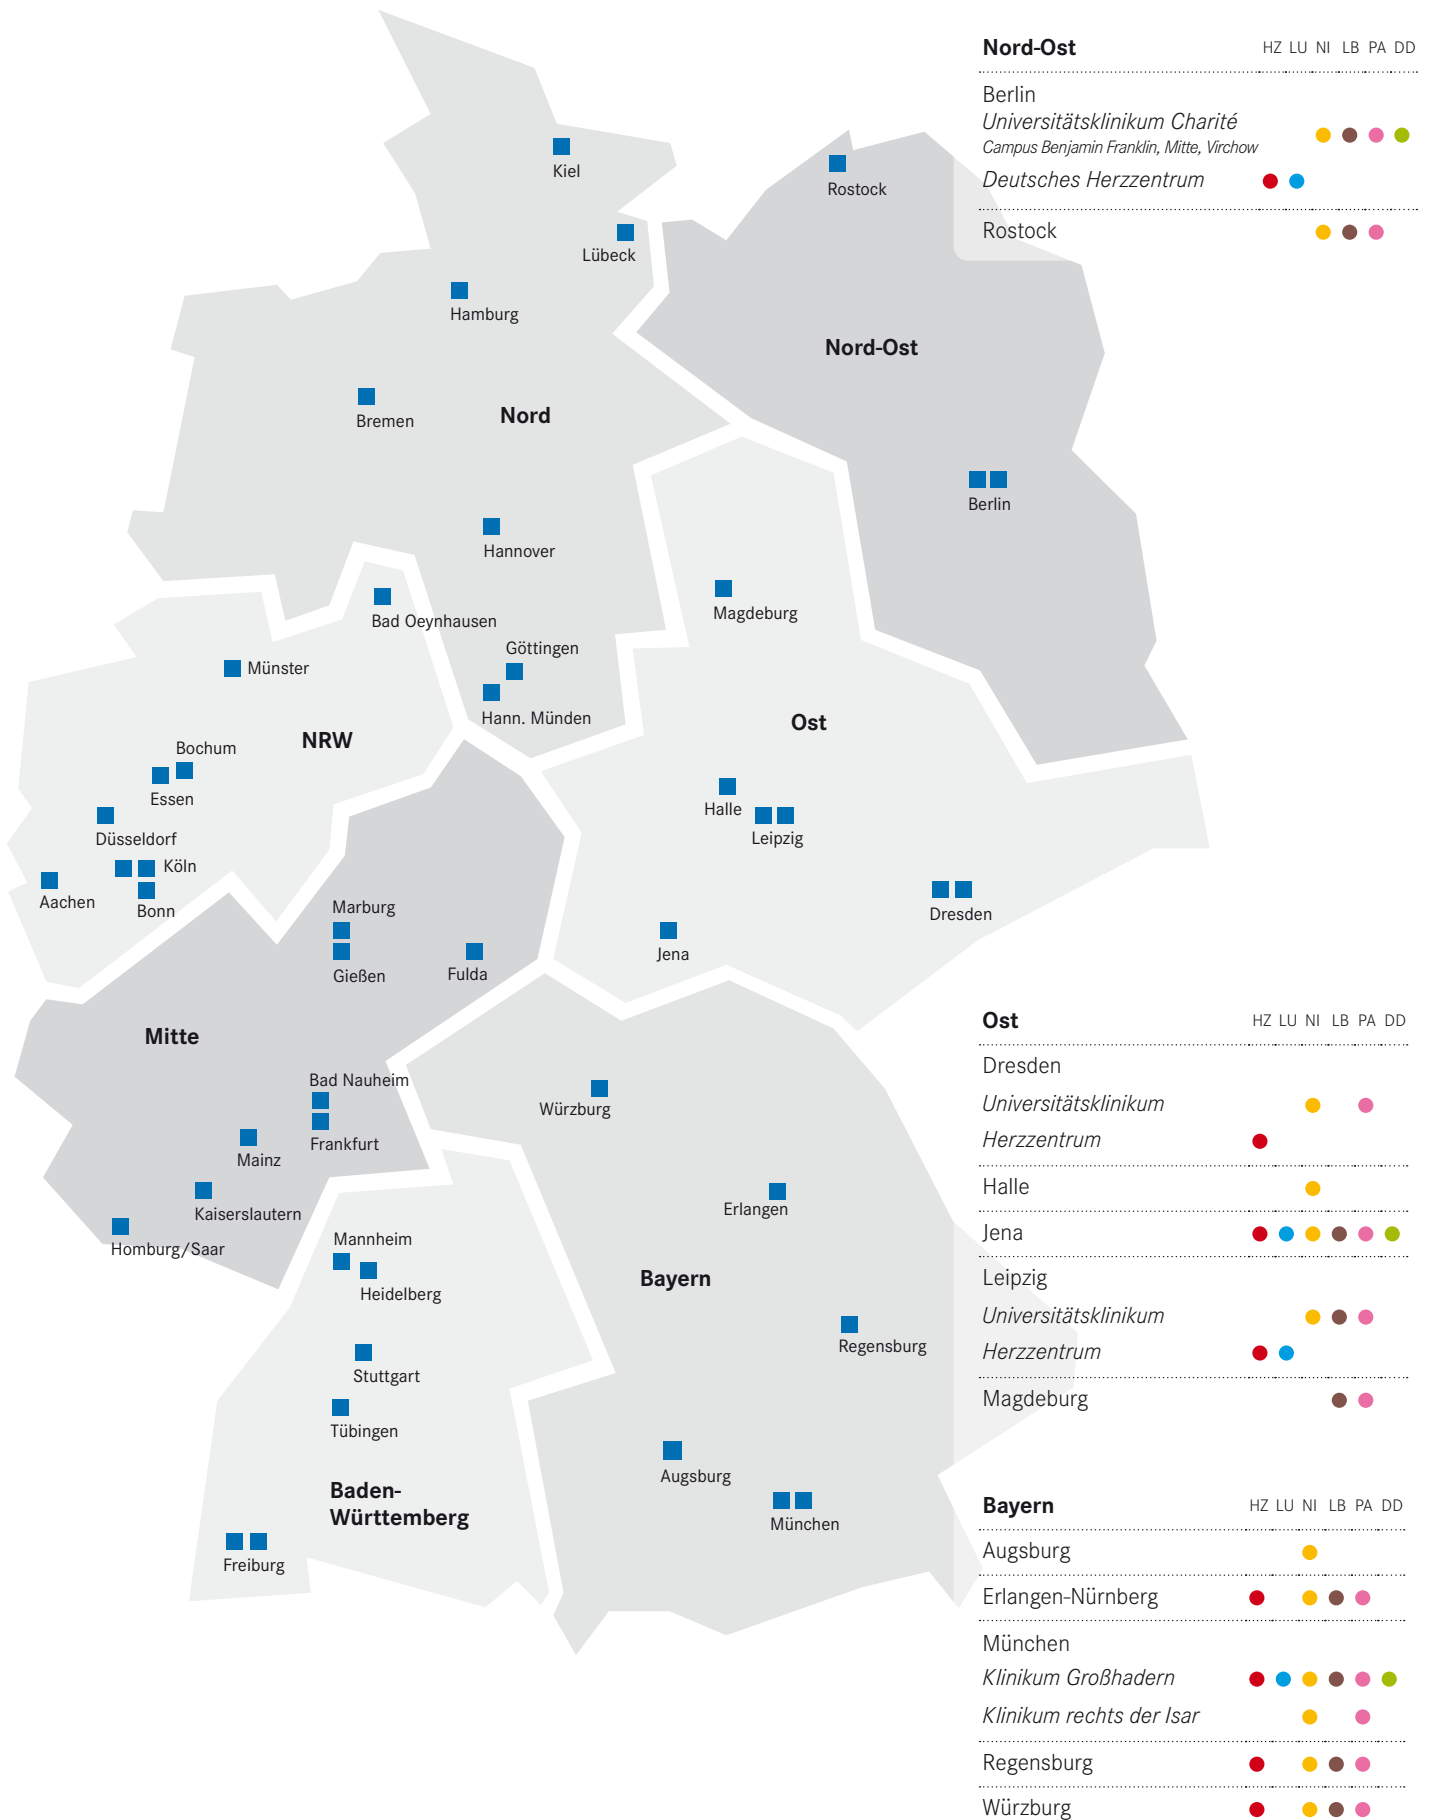 Kiel
Rostock
Lübeck
Hamburg
Nord-Ost
Bremen
Nord
Berlin
Hannover
Magdeburg
Bad Oeynhausen
Göttingen
Münster
Hann. Münden
Ost
NRW
Bochum
Essen
Halle
Düsseldorf
Leipzig
Köln
Aachen
Bonn
Marburg
Dresden
Jena
Gießen
Fulda
Mitte
Bad Nauheim
Würzburg
Frankfurt
Mainz
Kaiserslautern
Erlangen
Homburg/Saar
Mannheim
Bayern
Heidelberg
Regensburg
Stuttgart
Tübingen
Augsburg
Baden-
Württemberg
München
Freiburg
Nord-Ost HZ LU NI LB PA DD
Berlin
Universitätsklinikum Charité
Campus Benjamin Franklin, Mitte, Virchow
Deutsches Herzzentrum
Rostock
Ost HZ LU NI LB PA DD
Dresden
Universitätsklinikum
Herzzentrum
Halle
Jena
Leipzig
Universitätsklinikum
Herzzentrum
Magdeburg
Bayern HZ LU NI LB PA DD
Augsburg
Erlangen-Nürnberg
München
Klinikum Großhadern
Klinikum rechts der Isar
Regensburg
Würzburg